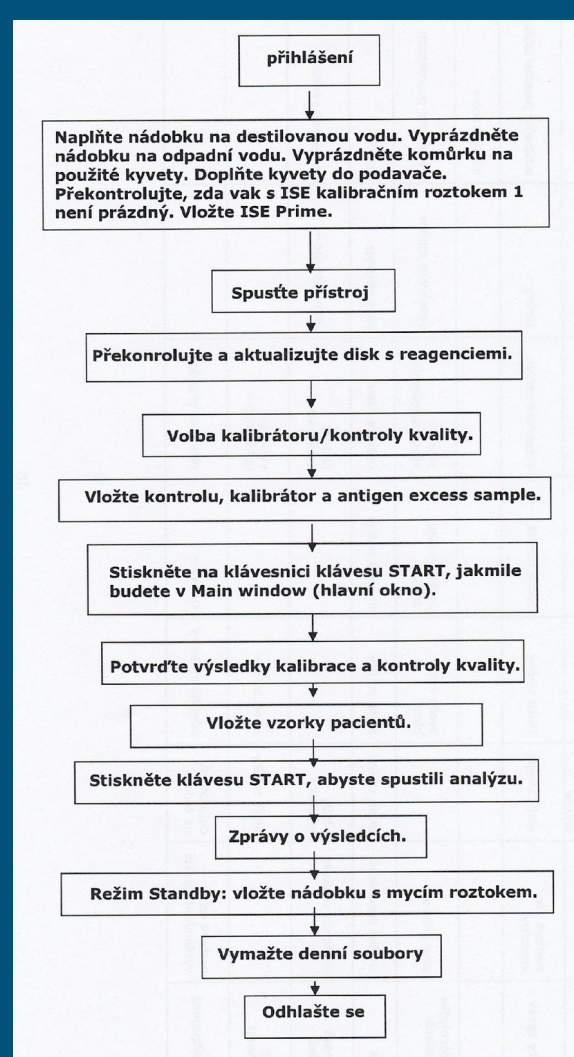 přihlášení
Naplňte nádobku na destilovanou vodu. Vyprázdněte
nádobku na odpadní vodu. Vyprázdněte komůrku na
použité kyvety. Doplňte kyvety do podavače.
Překontrolujte, zda vak s ISE kalibračním roztokem 1
není prázdný. Vložte ISE Prime.
Spusťte přístroj
Překonrolujte a aktualizujte disk s reagenciemi.
Volba kalibrátoru/kontroly kvality.
Vložte kontrolu, kalibrátor a antigen excess sample.
Stiskněte na klávesnici klávesu START, jakmile
budete v Main window (hlavní okno).
Potvrďte výsledky kalibrace a kontroly kvality.
Vložte vzorky pacientů.
Stiskněte klávesu START, abyste spustili analýzu.
Zprávy o výsledcích.
Režim Standby: vložte nádobku s mycím roztokem.
Vymažte denní soubory
Odhlašte se